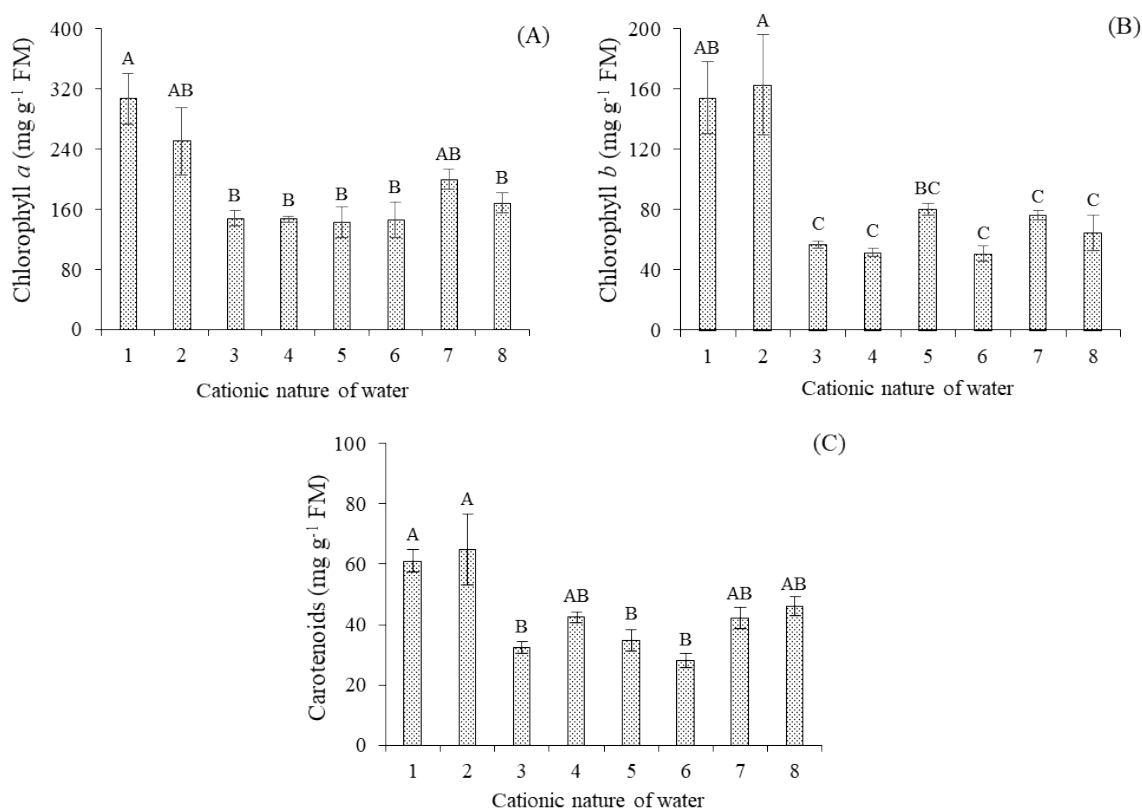 (A)
Chlorophyll a (mg g-1 FM)
400
320
240
160
80
0
A
AB
B
B
B
B
AB
B
1 2 3 4 5 6 7 8
Cationic nature of water
(B)
Chlorophyll b (mg g-1 FM)
200
160
120
80
40
0
AB
A
C
C
BC
C
C
C
1 2 3 4 5 6 7 8
Cationic nature of water
(C)
Carotenoids (mg g-1 FM)
100
80
60
40
20
0
A
A
B
AB
B
B
AB
AB
1 2 3 4 5 6 7 8
Cationic nature of water